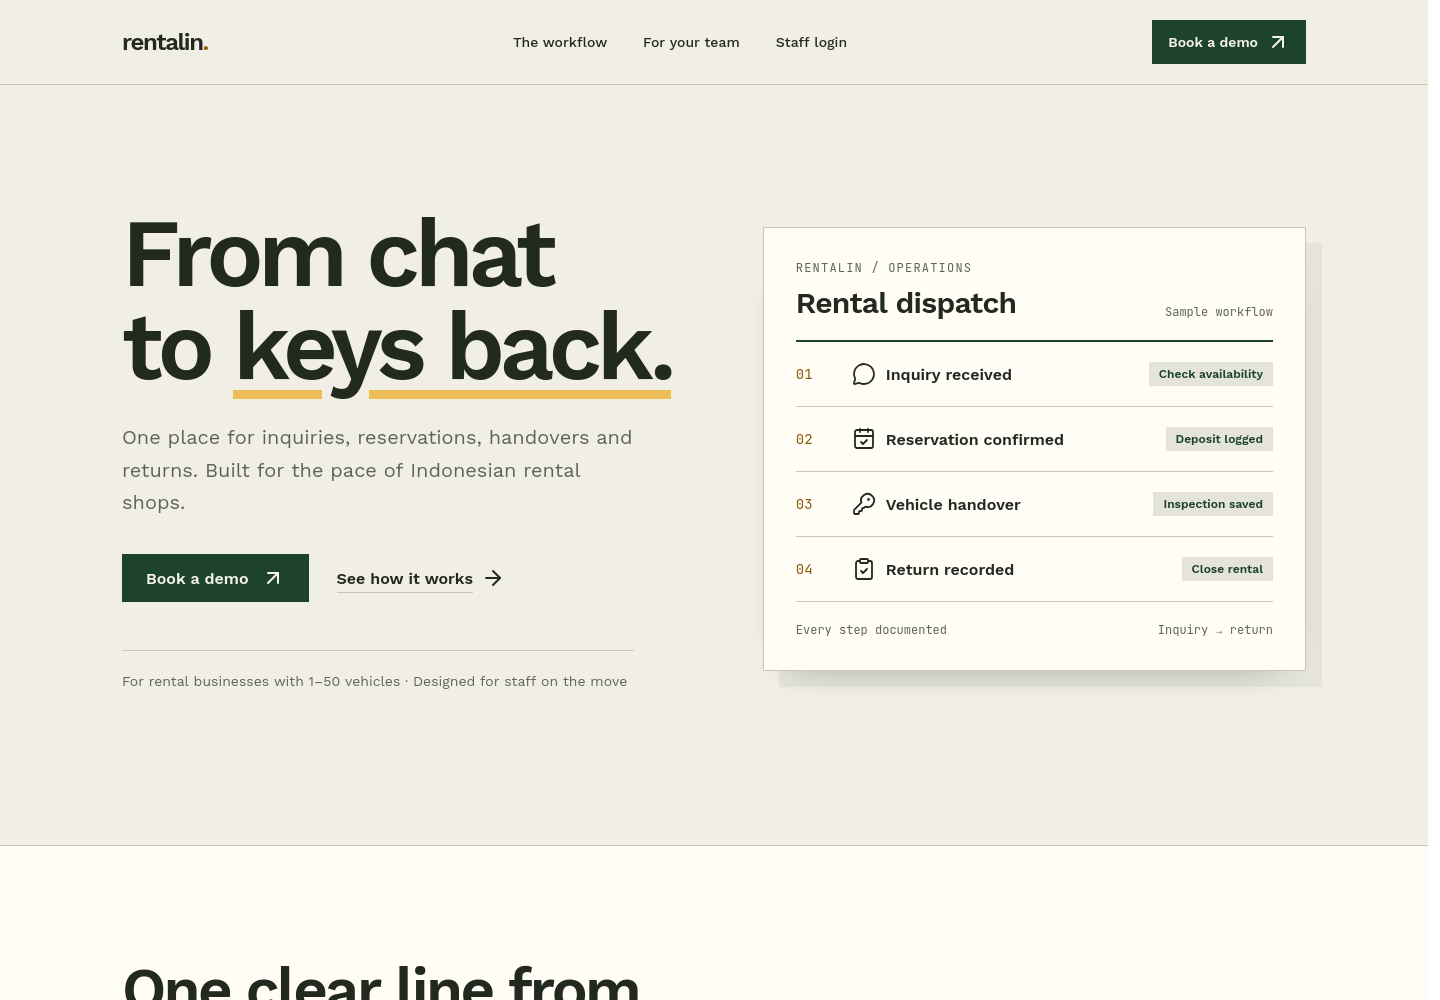 rentalin.
The workflow
For your team
Staff login
Book a demo
From chat
to keys back.
One place for inquiries, reservations, handovers and
returns. Built for the pace of Indonesian rental
shops.
Book a demo
See how it works
For rental businesses with 1–50 vehicles · Designed for staff on the move
RENTALIN / OPERATIONS
Rental dispatch
Sample workflow
01 Inquiry received Check availability
02 Reservation confirmed Deposit logged
03 Vehicle handover Inspection saved
04 Return recorded Close rental
Every step documented
Inquiry → return
One clear line from